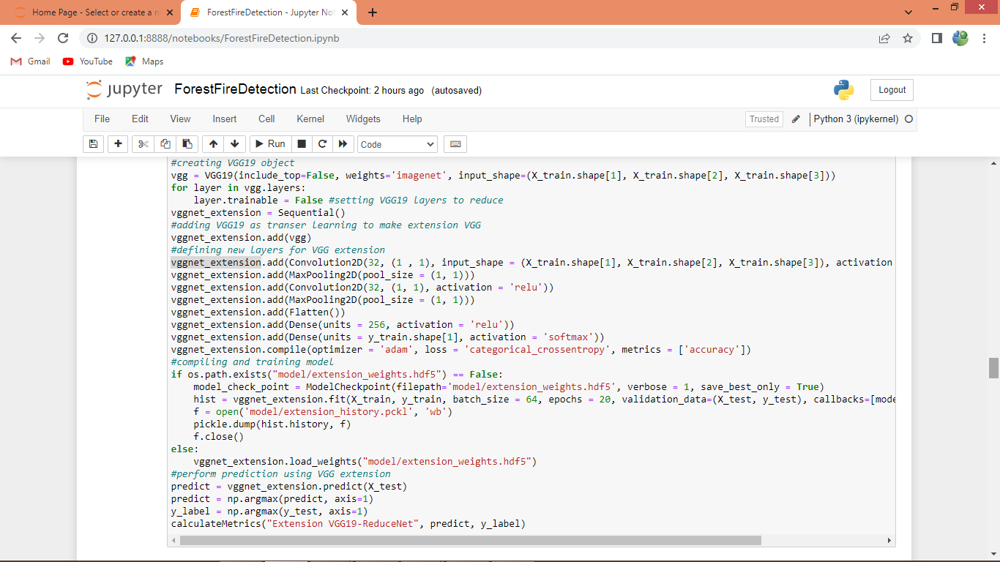 Home Page - Select or create a n
ForestFireDetection - Jupyter Not
127.0.0.1:8888/notebooks/ForestFireDetection.ipynb
Gmail YouTube Maps
jupyter ForestFireDetection Last Checkpoint: 2 hours ago (autosaved) Logout
File Edit View Insert Cell Kernel Widgets Help Trusted Python 3 (ipykernel)
Run Code
#creating VGG19 object
vgg = VGG19(include_top=False, weights='imagenet', input_shape=(X_train.shape[1], X_train.shape[2], X_train.shape[3]))
for layer in vgg.layers:
    layer.trainable = False #setting VGG19 layers to reduce
vggnet_extension = Sequential()
#adding VGG19 as transer learning to make extension VGG
vggnet_extension.add(vgg)
#defining new layers for VGG extension
vggnet_extension.add(Convolution2D(32, (1 , 1), input_shape = (X_train.shape[1], X_train.shape[2], X_train.shape[3]), activation
vggnet_extension.add(MaxPooling2D(pool_size = (1, 1)))
vggnet_extension.add(Convolution2D(32, (1, 1), activation = 'relu'))
vggnet_extension.add(MaxPooling2D(pool_size = (1, 1)))
vggnet_extension.add(Flatten())
vggnet_extension.add(Dense(units = 256, activation = 'relu'))
vggnet_extension.add(Dense(units = y_train.shape[1], activation = 'softmax'))
vggnet_extension.compile(optimizer = 'adam', loss = 'categorical_crossentropy', metrics = ['accuracy'])
#compiling and training model
if os.path.exists("model/extension_weights.hdf5") == False:
    model_check_point = ModelCheckpoint(filepath='model/extension_weights.hdf5', verbose = 1, save_best_only = True)
    hist = vggnet_extension.fit(X_train, y_train, batch_size = 64, epochs = 20, validation_data=(X_test, y_test), callbacks=[mode
    f = open('model/extension_history.pckl', 'wb')
    pickle.dump(hist.history, f)
    f.close()
else:
    vggnet_extension.load_weights("model/extension_weights.hdf5")
#perform prediction using VGG extension
predict = vggnet_extension.predict(X_test)
predict = np.argmax(predict, axis=1)
y_label = np.argmax(y_test, axis=1)
calculateMetrics("Extension VGG19-ReduceNet", predict, y_label)